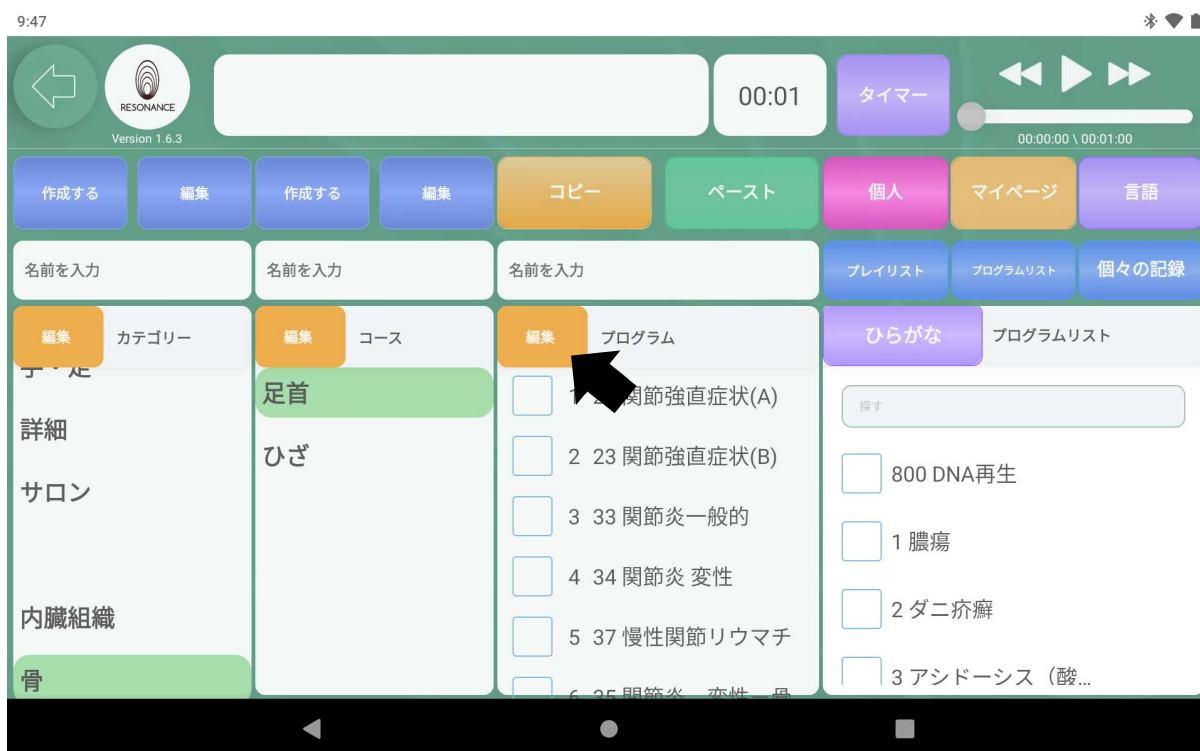 9:47
RESONANCE
Version 1.6.3
00:01
タイマー
00:00:00 \ 00:01:00
作成する 編集 作成する 編集 コピー ペースト 個人 マイページ 言語
名前を入力 名前を入力 名前を入力 プレイリスト プログラムリスト 個々の記録
編集 カテゴリー 編集 コース 編集 プログラム ひらがな プログラムリスト
詳細
サロン
内臓組織
骨
足首
ひざ
1 関節強直症状(A)
2 23 関節強直症状(B)
3 33 関節炎一般的
4 34 関節炎 変性
5 37 慢性関節リウマチ
探す
800 DNA再生
1 膿瘍
2 ダニ疥癬
3 アシドーシス（酸...